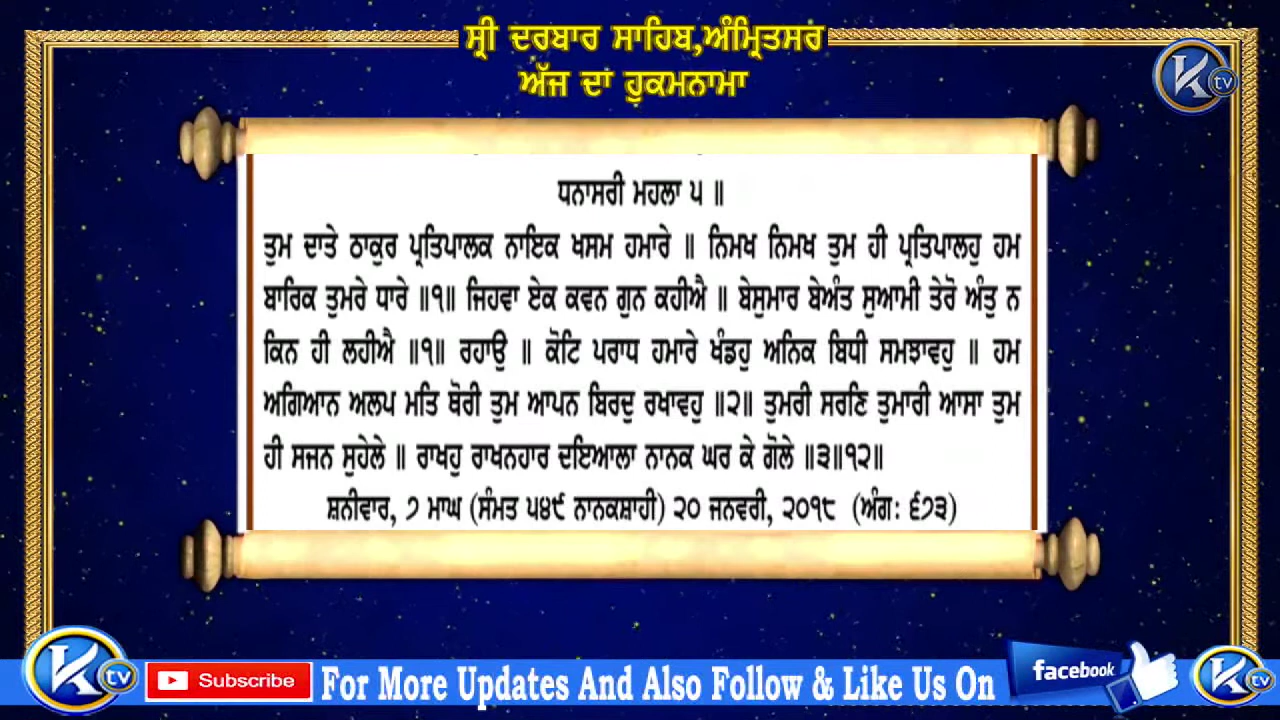 ਸ੍ਰੀ ਦਰਬਾਰ ਸਾਹਿਬ,ਅੰਮ੍ਰਿਤਸਰ
ਅੱਜ ਦਾ ਹੁਕਮਨਾਮਾ
K tv
ਧਨਾਸਰੀ ਮਹਲਾ ੫ ॥
ਤੁਮ ਦਾਤੇ ਠਾਕੁਰ ਪ੍ਰਤਿਪਾਲਕ ਨਾਇਕ ਖਸਮ ਹਮਾਰੇ ॥ ਨਿਮਖ ਨਿਮਖ ਤੁਮ ਹੀ ਪ੍ਰਤਿਪਾਲਹੁ ਹਮ
ਬਾਰਿਕ ਤੁਮਰੇ ਧਾਰੇ ॥੧॥ ਜਿਹਵਾ ਏਕ ਕਵਨ ਗੁਨ ਕਹੀਐ ॥ ਬੇਸੁਮਾਰ ਬੇਅੰਤ ਸੁਆਮੀ ਤੇਰੋ ਅੰਤੁ ਨ
ਕਿਨ ਹੀ ਲਹੀਐ ॥੧॥ ਰਹਾਉ ॥ ਕੋਟਿ ਪਰਾਧ ਹਮਾਰੇ ਖੰਡਹੁ ਅਨਿਕ ਬਿਧੀ ਸਮਝਾਵਹੁ ॥ ਹਮ
ਅਗਿਆਨ ਅਲਪ ਮਤਿ ਥੋਰੀ ਤੁਮ ਆਪਨ ਬਿਰਦੁ ਰਖਾਵਹੁ ॥੨॥ ਤੁਮਰੀ ਸਰਣਿ ਤੁਮਾਰੀ ਆਸਾ ਤੁਮ
ਹੀ ਸਜਨ ਸੁਹੇਲੇ ॥ ਰਾਖਹੁ ਰਾਖਨਹਾਰ ਦਇਆਲਾ ਨਾਨਕ ਘਰ ਕੇ ਗੋਲੇ ॥੩॥੧੨॥
ਸ਼ਨੀਵਾਰ, ੭ ਮਾਘ (ਸੰਮਤ ੫੪੯ ਨਾਨਕਸ਼ਾਹੀ) ੨੦ ਜਨਵਰੀ, ੨੦੧੮ (ਅੰਗ: ੬੭੩)
K tv Subscribe For More Updates And Also Follow & Like Us On facebook K tv